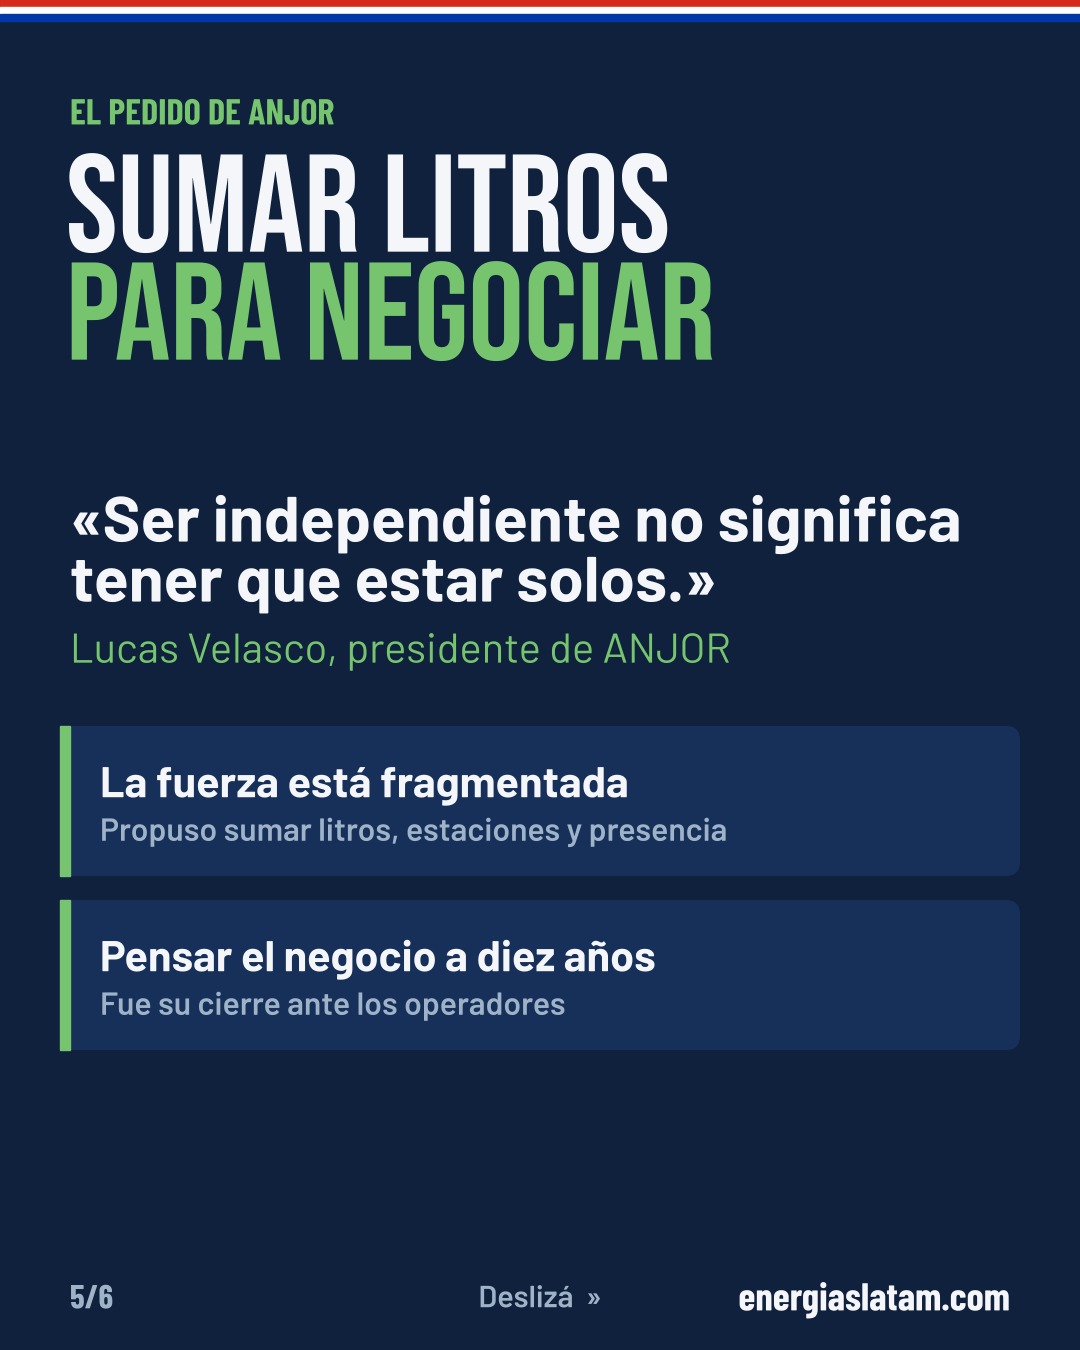 EL PEDIDO DE ANJOR
SUMAR LITROS
PARA NEGOCIAR
«Ser independiente no significa
tener que estar solos.»
Lucas Velasco, presidente de ANJOR
La fuerza está fragmentada
Propuso sumar litros, estaciones y presencia
Pensar el negocio a diez años
Fue su cierre ante los operadores
5/6
Deslizá »
energiaslatam.com